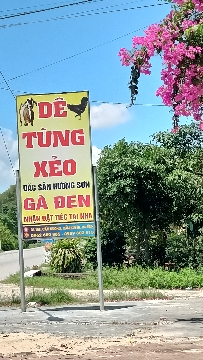 DÊ
TÙNG
XẺO
ĐẶC SẢN HƯƠNG SƠN
GÀ ĐEN
NHẬN ĐẶT TIỆC TẠI NHÀ